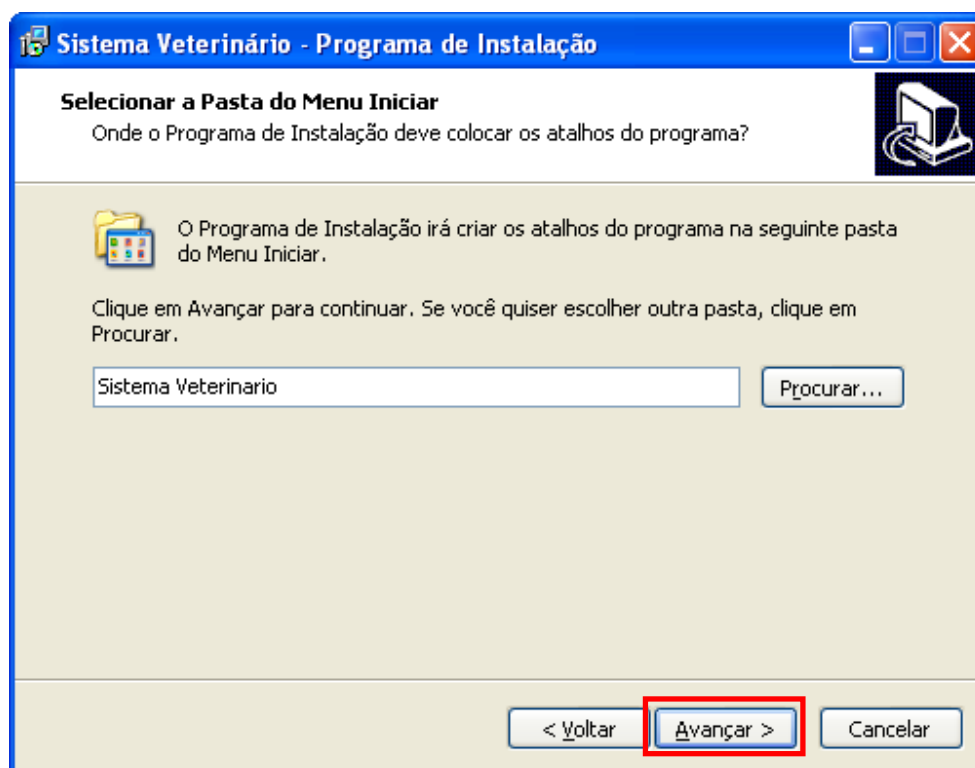 Sistema Veterinário - Programa de Instalação
Selecionar a Pasta do Menu Iniciar
Onde o Programa de Instalação deve colocar os atalhos do programa?
O Programa de Instalação irá criar os atalhos do programa na seguinte pasta
do Menu Iniciar.
Clique em Avançar para continuar. Se você quiser escolher outra pasta, clique em
Procurar.
Sistema Veterinario
Procurar...
< Voltar
Avançar >
Cancelar